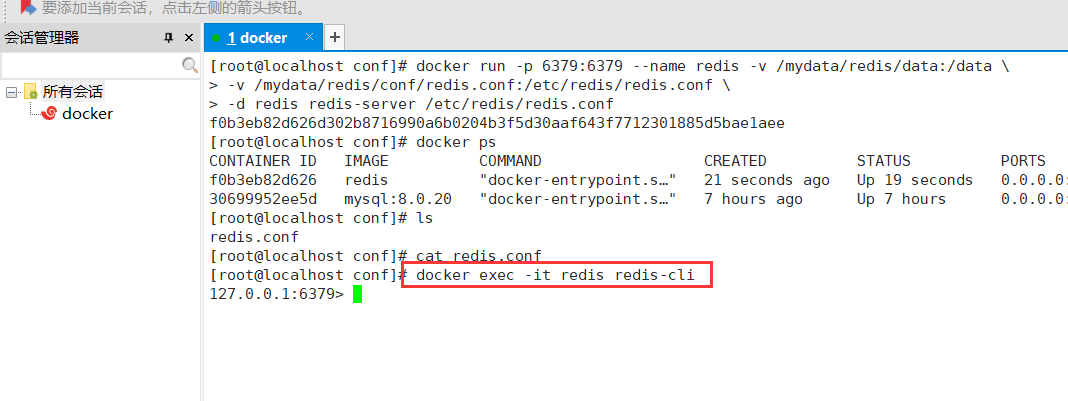 要添加当前会话，点击左侧的箭头按钮。
会话管理器
1 docker
所有会话
docker
[root@localhost conf]# docker run -p 6379:6379 --name redis -v /mydata/redis/data:/data \
> -v /mydata/redis/conf/redis.conf:/etc/redis/redis.conf \
> -d redis redis-server /etc/redis/redis.conf
f0b3eb82d626d302b8716990a6b0204b3f5d30aaf643f7712301885d5bae1aee
[root@localhost conf]# docker ps
CONTAINER ID   IMAGE          COMMAND                  CREATED          STATUS          PORTS
f0b3eb82d626   redis          "docker-entrypoint.s…"   21 seconds ago   Up 19 seconds   0.0.0.0:
30699952ee5d   mysql:8.0.20   "docker-entrypoint.s…"   7 hours ago      Up 7 hours      0.0.0.0:
[root@localhost conf]# ls
redis.conf
[root@localhost conf]# cat redis.conf
[root@localhost conf]# docker exec -it redis redis-cli
127.0.0.1:6379>